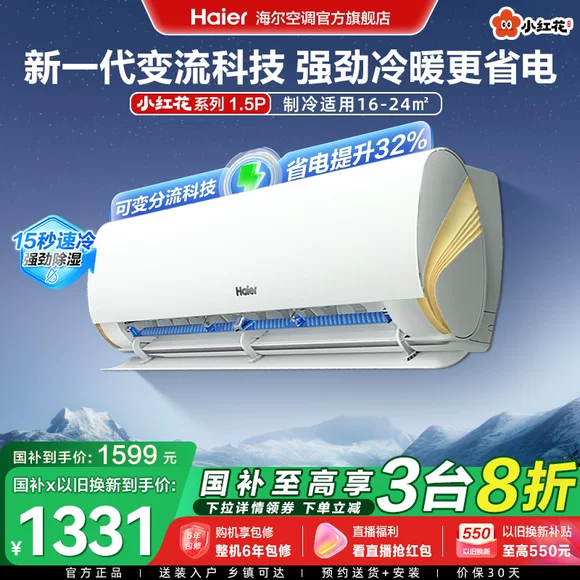 Haier 海尔空调官方旗舰店
小红花
新一代变流科技 强劲冷暖更省电
小红花系列1.5P 制冷适用16-24㎡
可变分流科技 省电提升32%
15秒速冷
强劲除湿
Haier
国补到手价: 1599 元
国补x以旧换新到手价:
¥1331
国补至高享 3台8折
下拉详情领券 下单立减
6年包修
购机享包修
整机6年包修
直播福利
看直播抢红包
550
以旧换新
以旧换新补贴
至高550元
官方正品 送装入户 乡镇可达 预约送货+安装 价保30天